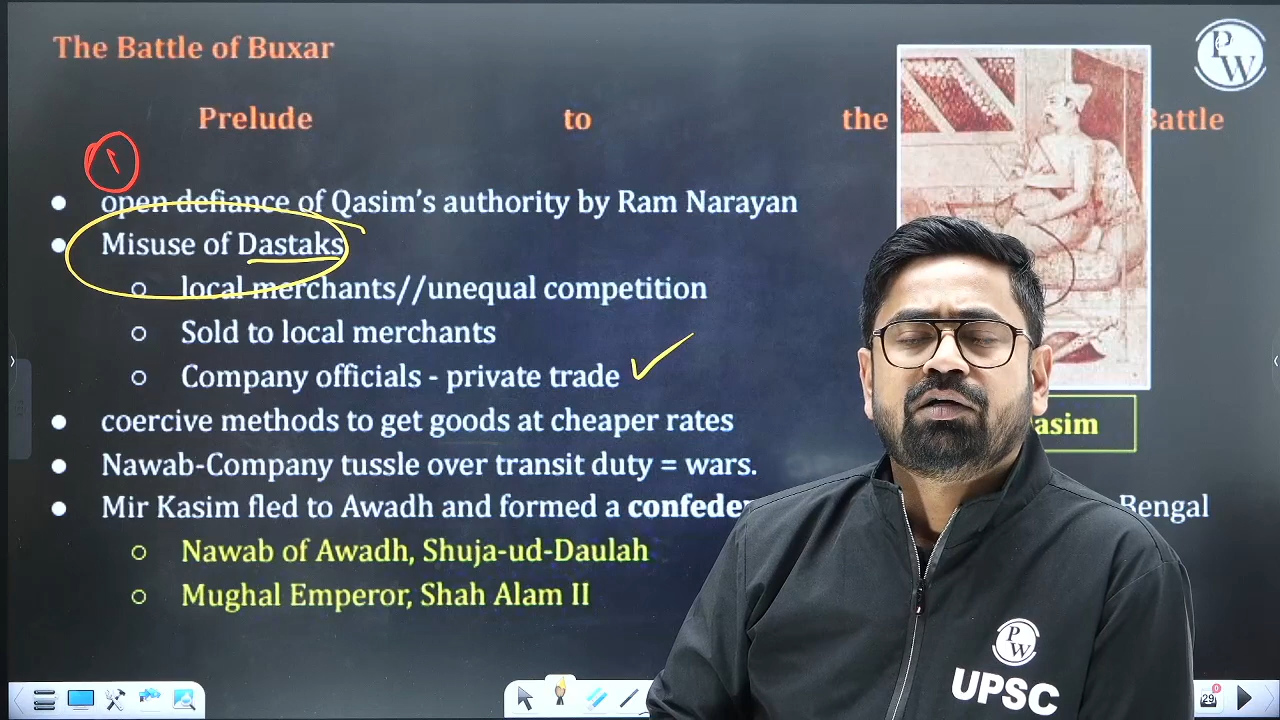 The Battle of Buxar
PW
Prelude to the Battle
1
open defiance of Qasim's authority by Ram Narayan
Misuse of Dastaks
local merchants//unequal competition
Sold to local merchants
Company officials - private trade
coercive methods to get goods at cheaper rates
asim
Nawab-Company tussle over transit duty = wars.
Mir Kasim fled to Awadh and formed a confeder Bengal
Nawab of Awadh, Shuja-ud-Daulah
Mughal Emperor, Shah Alam II
PW
UPSC
29